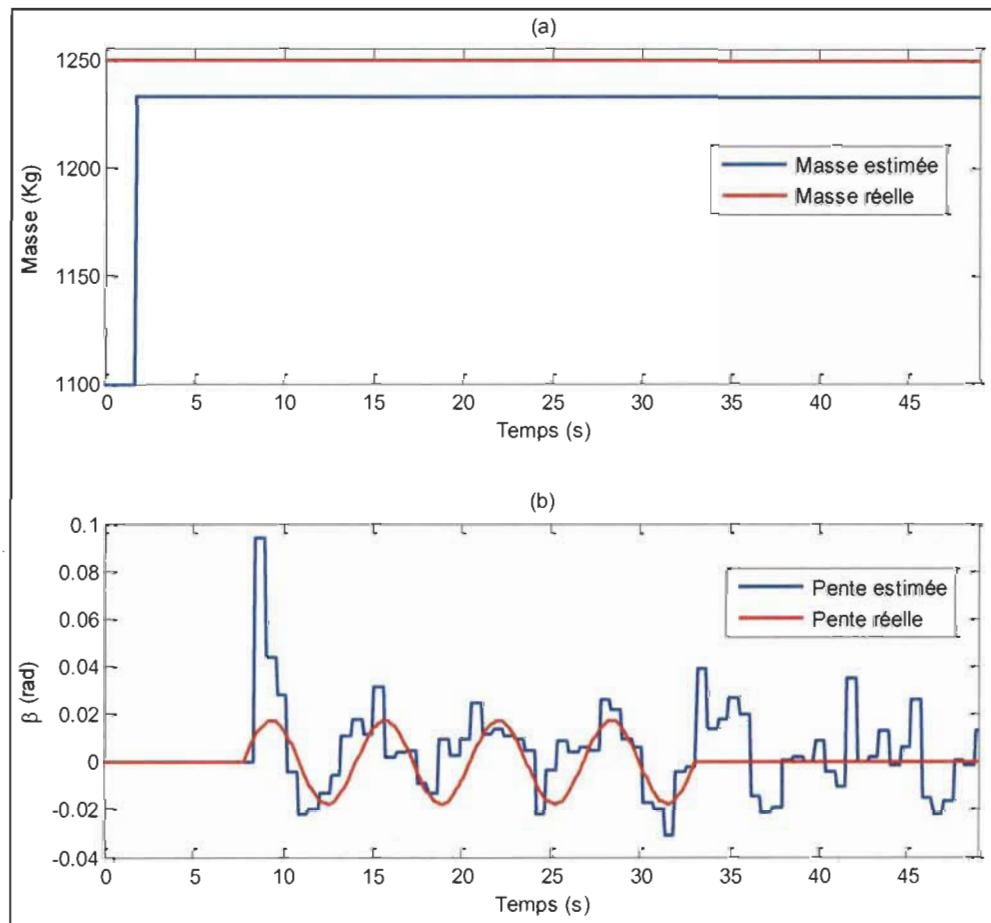 (a)
1250
1200
1150
1100
Masse (Kg)
Masse estimée
Masse réelle
0 5 10 15 20 25 30 35 40 45
Temps (s)
(b)
0.1
0.08
0.06
0.04
0.02
0
-0.02
-0.04
β (rad)
Pente estimée
Pente réelle
0 5 10 15 20 25 30 35 40 45
Temps (s)